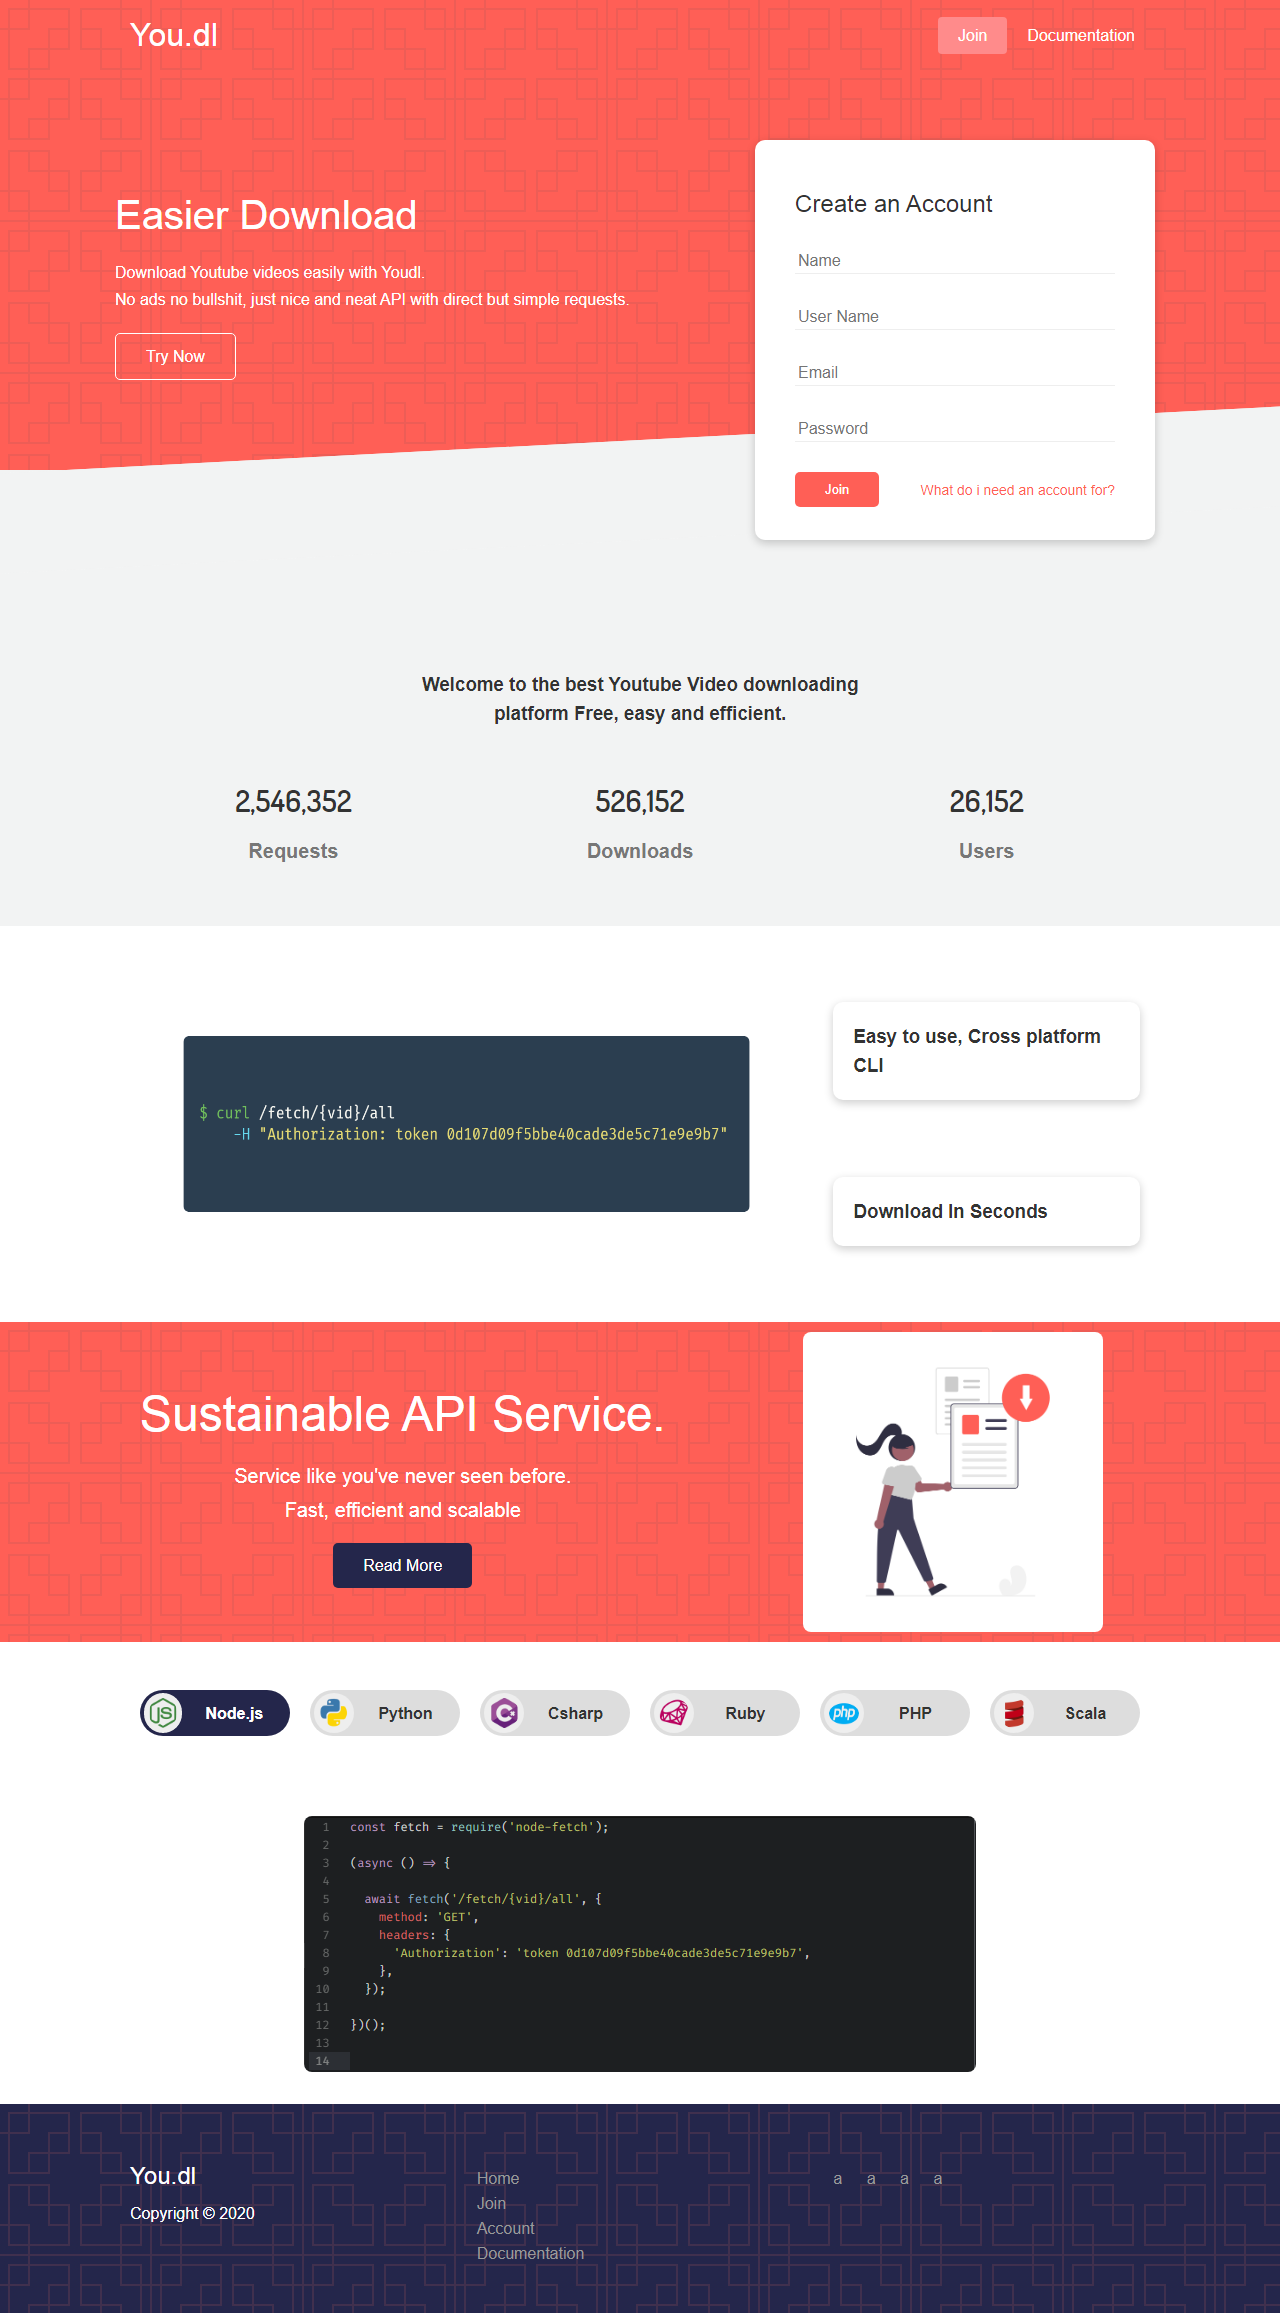 You.dl
Join
Documentation
Easier Download
Download Youtube videos easily with Youdl.
No ads no bullshit, just nice and neat API with direct but simple requests.
Try Now
Create an Account
Name
User Name
Email
Password
Join
What do i need an account for?
Welcome to the best Youtube Video downloading
platform Free, easy and efficient.
2,546,352
526,152
26,152
Requests
Downloads
Users
$ curl /fetch/{vid}/all
-H "Authorization: token 0d107d09f5bbe40cade3de5c71e9e9b7"
Easy to use, Cross platform
CLI
Download In Seconds
Sustainable API Service.
Service like you've never seen before.
Fast, efficient and scalable
Read More
JS Node.js
Python
C# Csharp
Ruby
php PHP
Scala
1 const fetch = require('node-fetch');
2
3 (async () => {
4
5 await fetch('/fetch/{vid}/all', {
6 method: 'GET',
7 headers: {
8 'Authorization': 'token 0d107d09f5bbe40cade3de5c71e9e9b7',
9 },
10 });
11
12 })();
13
14
You.dl
Copyright © 2020
Home
Join
Account
Documentation
a a a a